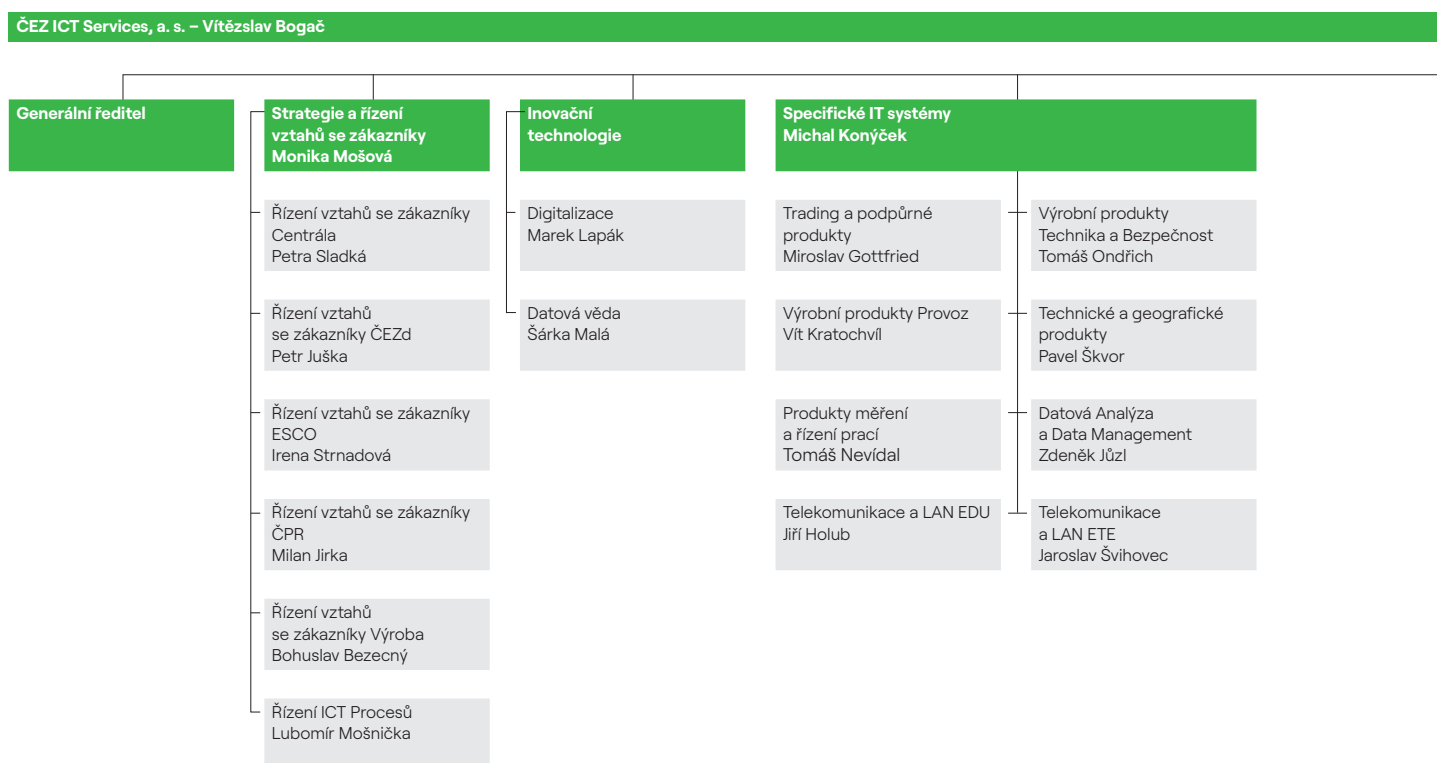 ČEZ ICT Services, a. s. – Vítězslav Bogač
Generální ředitel
Strategie a řízení
vztahů se zákazníky
Monika Mošová
Řízení vztahů se zákazníky
Centrála
Petra Sladká
Řízení vztahů
se zákazníky ČEZd
Petr Juška
Řízení vztahů se zákazníky
ESCO
Irena Strnadová
Řízení vztahů se zákazníky
ČPR
Milan Jirka
Řízení vztahů
se zákazníky Výroba
Bohuslav Bezecný
Řízení ICT Procesů
Lubomír Mošnička
Inovační
technologie
Digitalizace
Marek Lapák
Datová věda
Šárka Malá
Specifické IT systémy
Michal Konýček
Trading a podpůrné
produkty
Miroslav Gottfried
Výrobní produkty Provoz
Vít Kratochvíl
Produkty měření
a řízení prací
Tomáš Nevídal
Telekomunikace a LAN EDU
Jiří Holub
Výrobní produkty
Technika a Bezpečnost
Tomáš Ondřich
Technické a geografické
produkty
Pavel Škvor
Datová Analýza
a Data Management
Zdeněk Jůzl
Telekomunikace
a LAN ETE
Jaroslav Švihovec